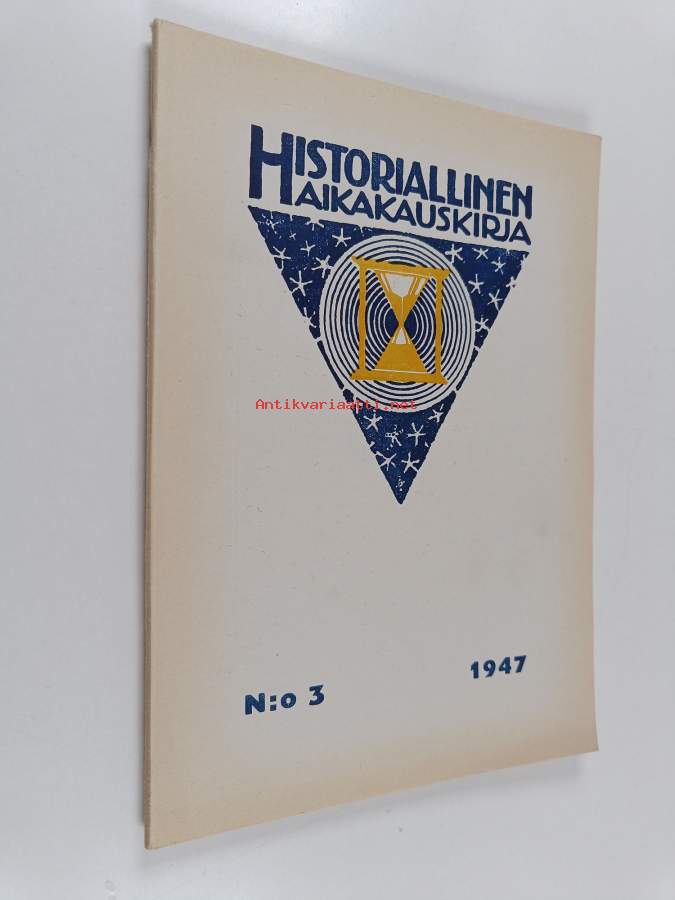 HISTORIALLINEN
AIKAKAUSKIRJA
Antikvariaatti.net
N:o 3
1947